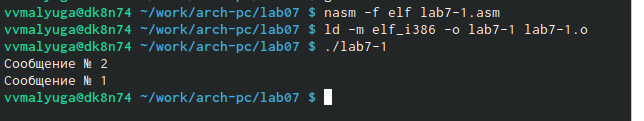 vvmalyuga@dk8n74 ~/work/arch-pc/lab07 $ nasm -f elf lab7-1.asm
vvmalyuga@dk8n74 ~/work/arch-pc/lab07 $ ld -m elf_i386 -o lab7-1 lab7-1.o
vvmalyuga@dk8n74 ~/work/arch-pc/lab07 $ ./lab7-1
Сообщение № 2
Сообщение № 1
vvmalyuga@dk8n74 ~/work/arch-pc/lab07 $